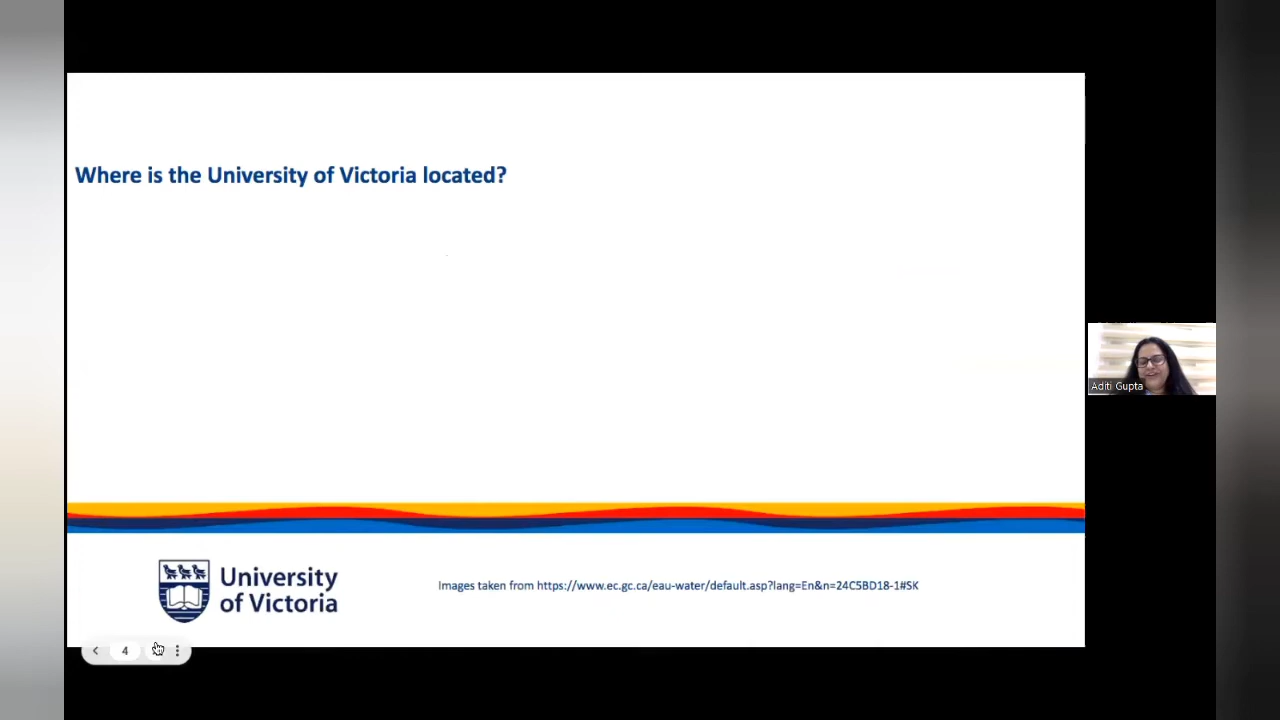 Where is the University of Victoria located?
Aditi Gupta
University
of Victoria
Images taken from https://www.ec.gc.ca/eau-water/default.asp?lang=En&n=24C5BD18-1#SK
4